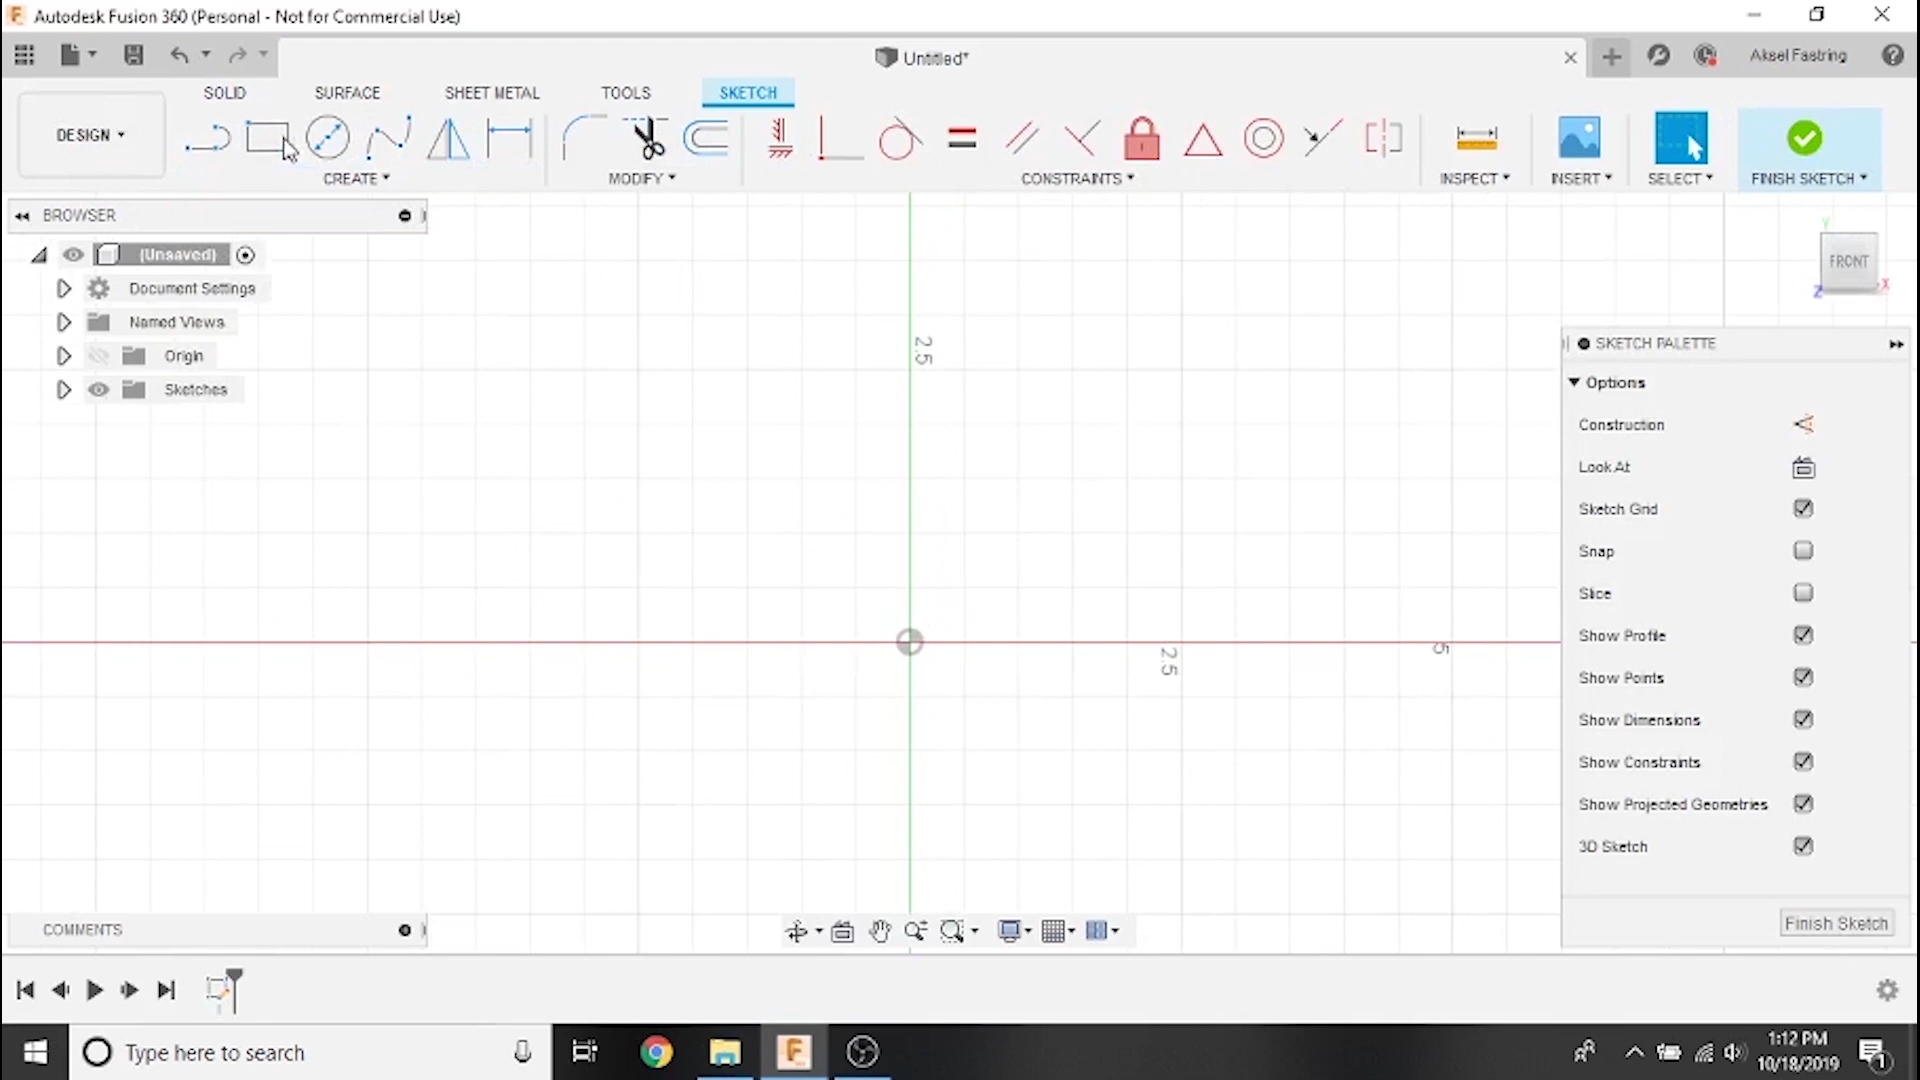 Autodesk Fusion 360 (Personal - Not for Commercial Use)
Untitled*
Aksel Fastring
SOLID
SURFACE
SHEET METAL
TOOLS
SKETCH
DESIGN
CREATE
MODIFY
CONSTRAINTS
INSPECT
INSERT
SELECT
FINISH SKETCH
BROWSER
(Unsaved)
Document Settings
Named Views
Origin
Sketches
2.5
2.5
5
Y
FRONT
Z
X
SKETCH PALETTE
Options
Construction
Look At
Sketch Grid
Snap
Slice
Show Profile
Show Points
Show Dimensions
Show Constraints
Show Projected Geometries
3D Sketch
Finish Sketch
COMMENTS
Type here to search
1:12 PM
10/18/2019
1